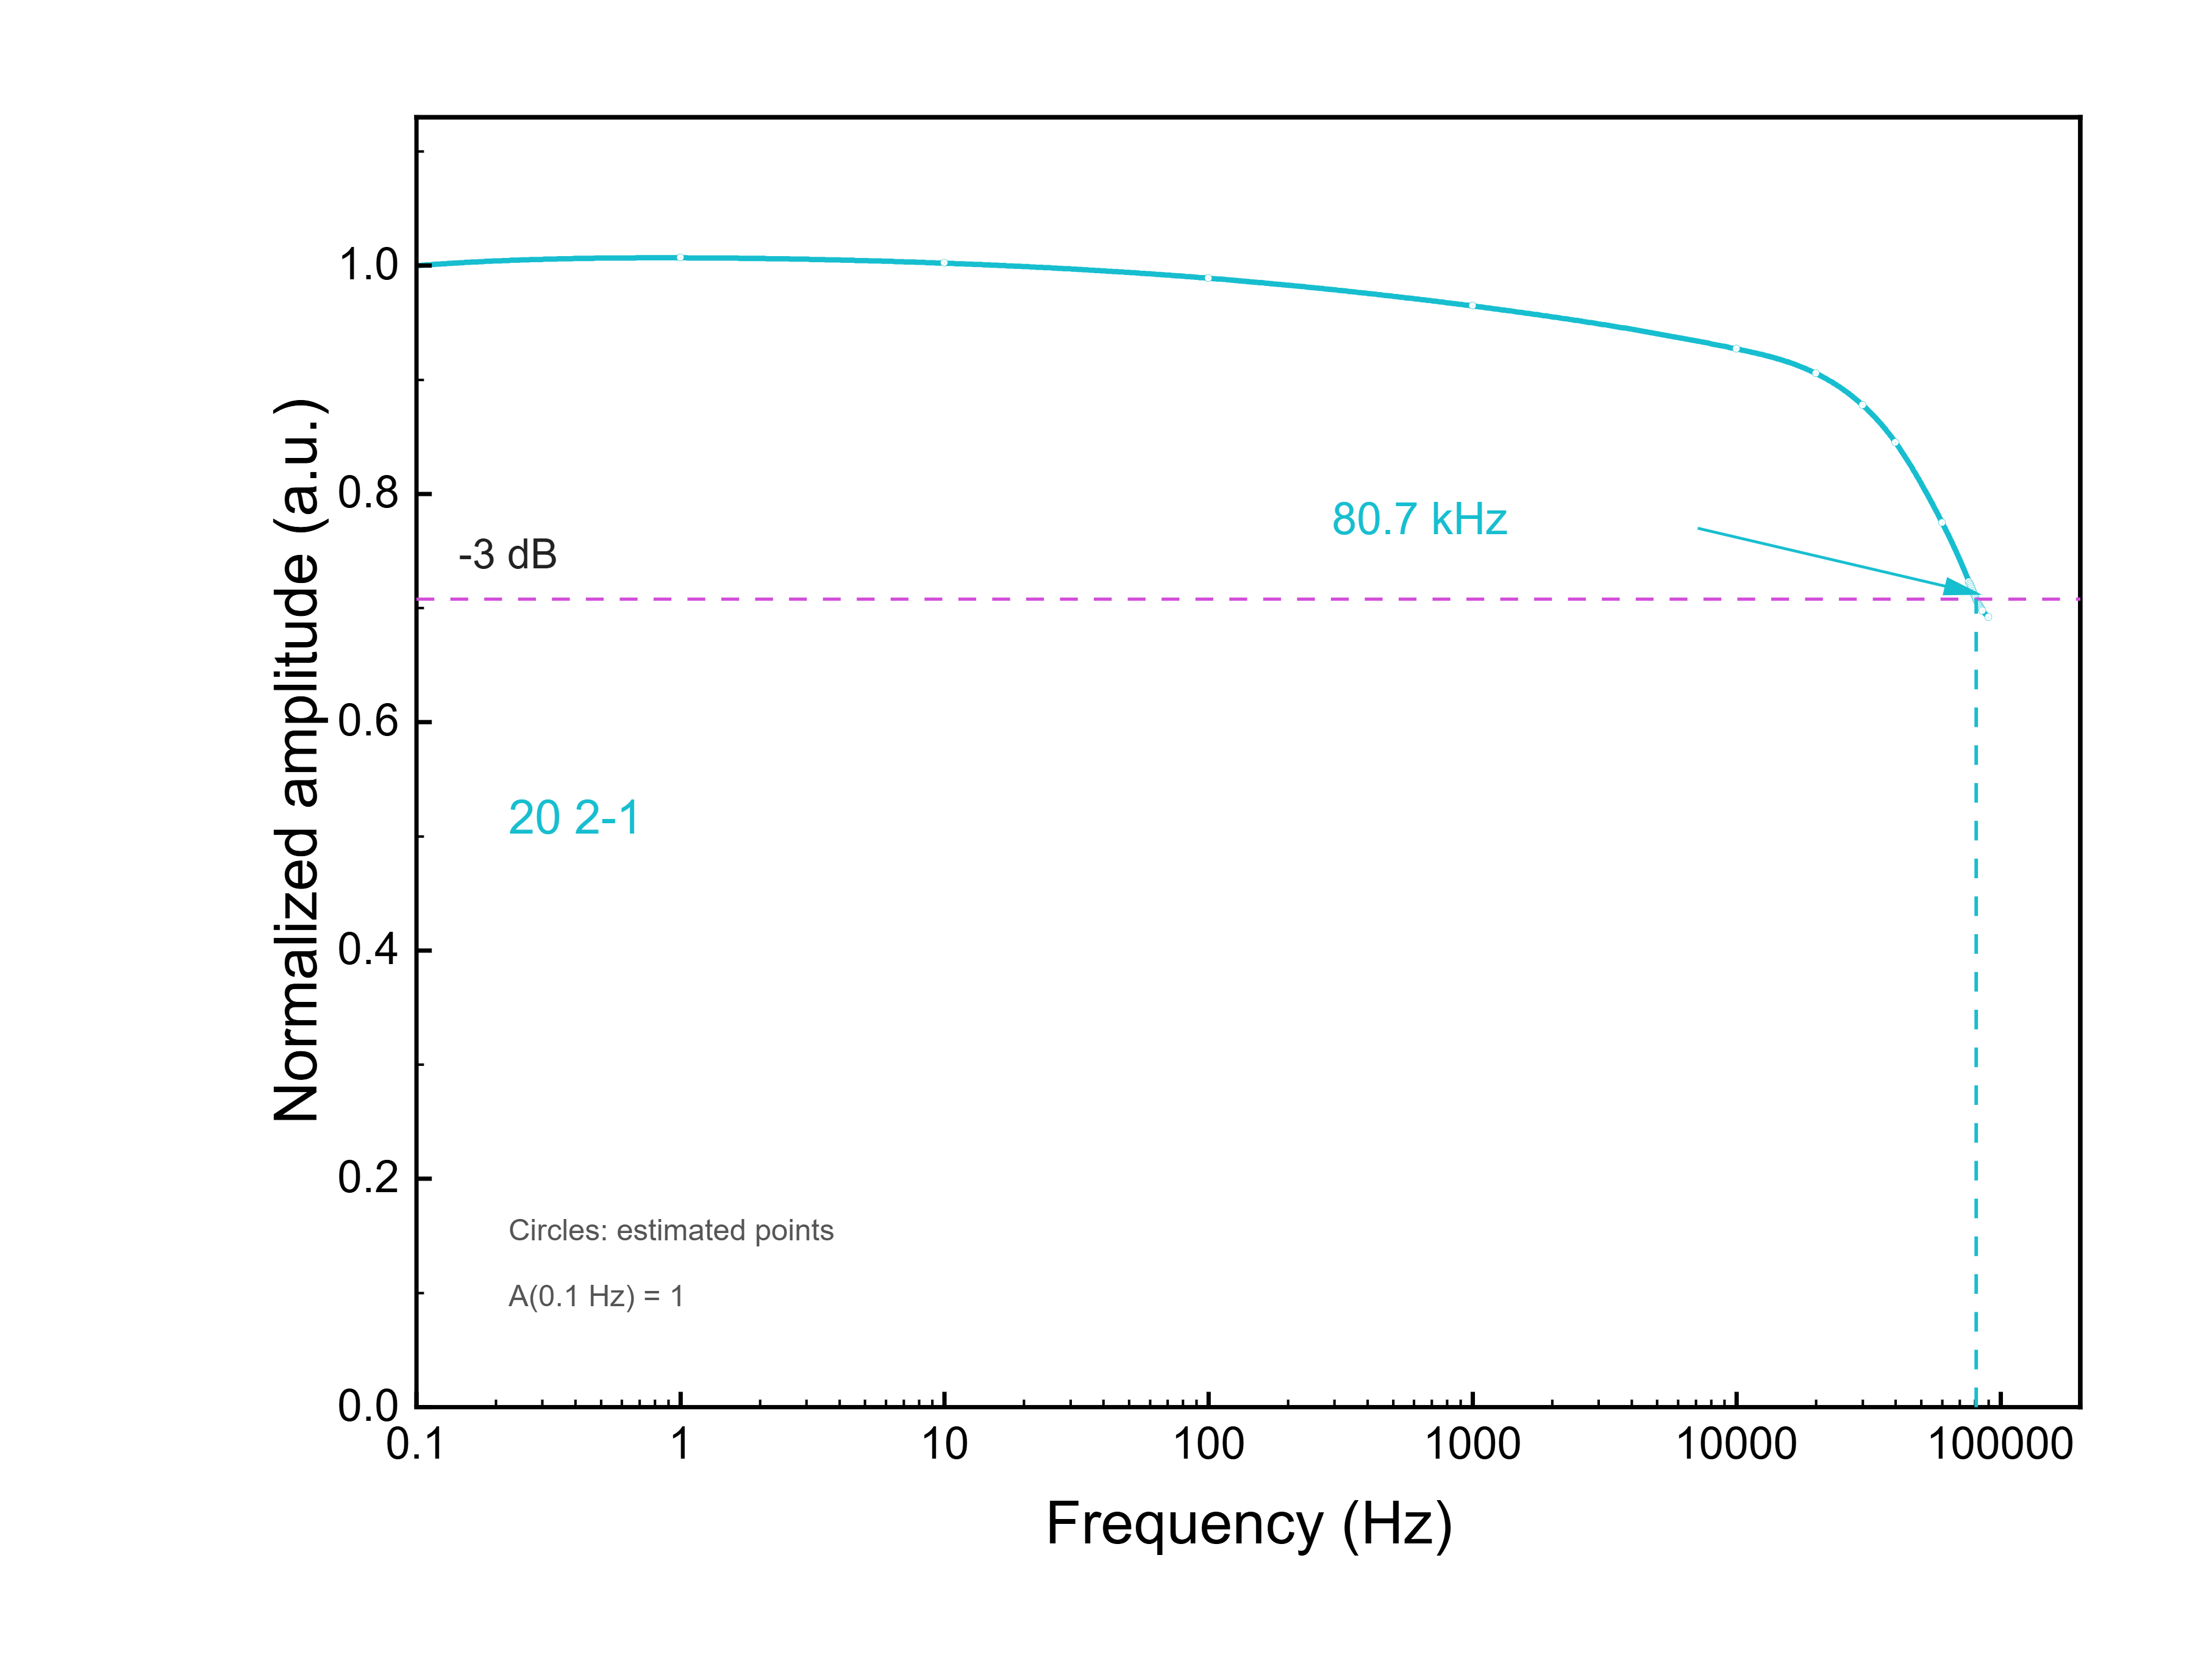 1.0
0.8
0.6
0.4
0.2
0.0
Normalized amplitude (a.u.)
-3 dB
80.7 kHz
20 2-1
Circles: estimated points
A(0.1 Hz) = 1
0.1 1 10 100 1000 10000 100000
Frequency (Hz)